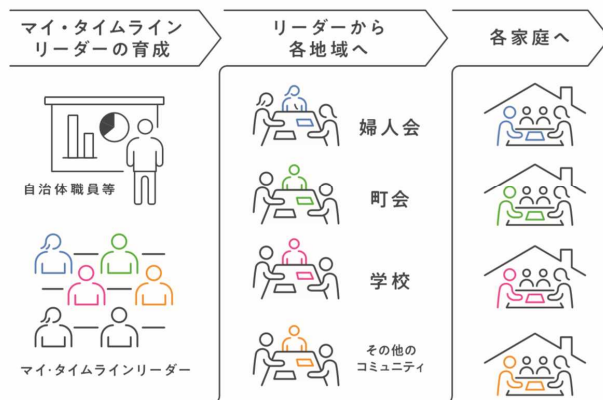 マイ・タイムライン
リーダーの育成
リーダーから
各地域へ
各家庭へ
自治体職員等
マイ・タイムラインリーダー
婦人会
町会
学校
その他の
コミュニティ